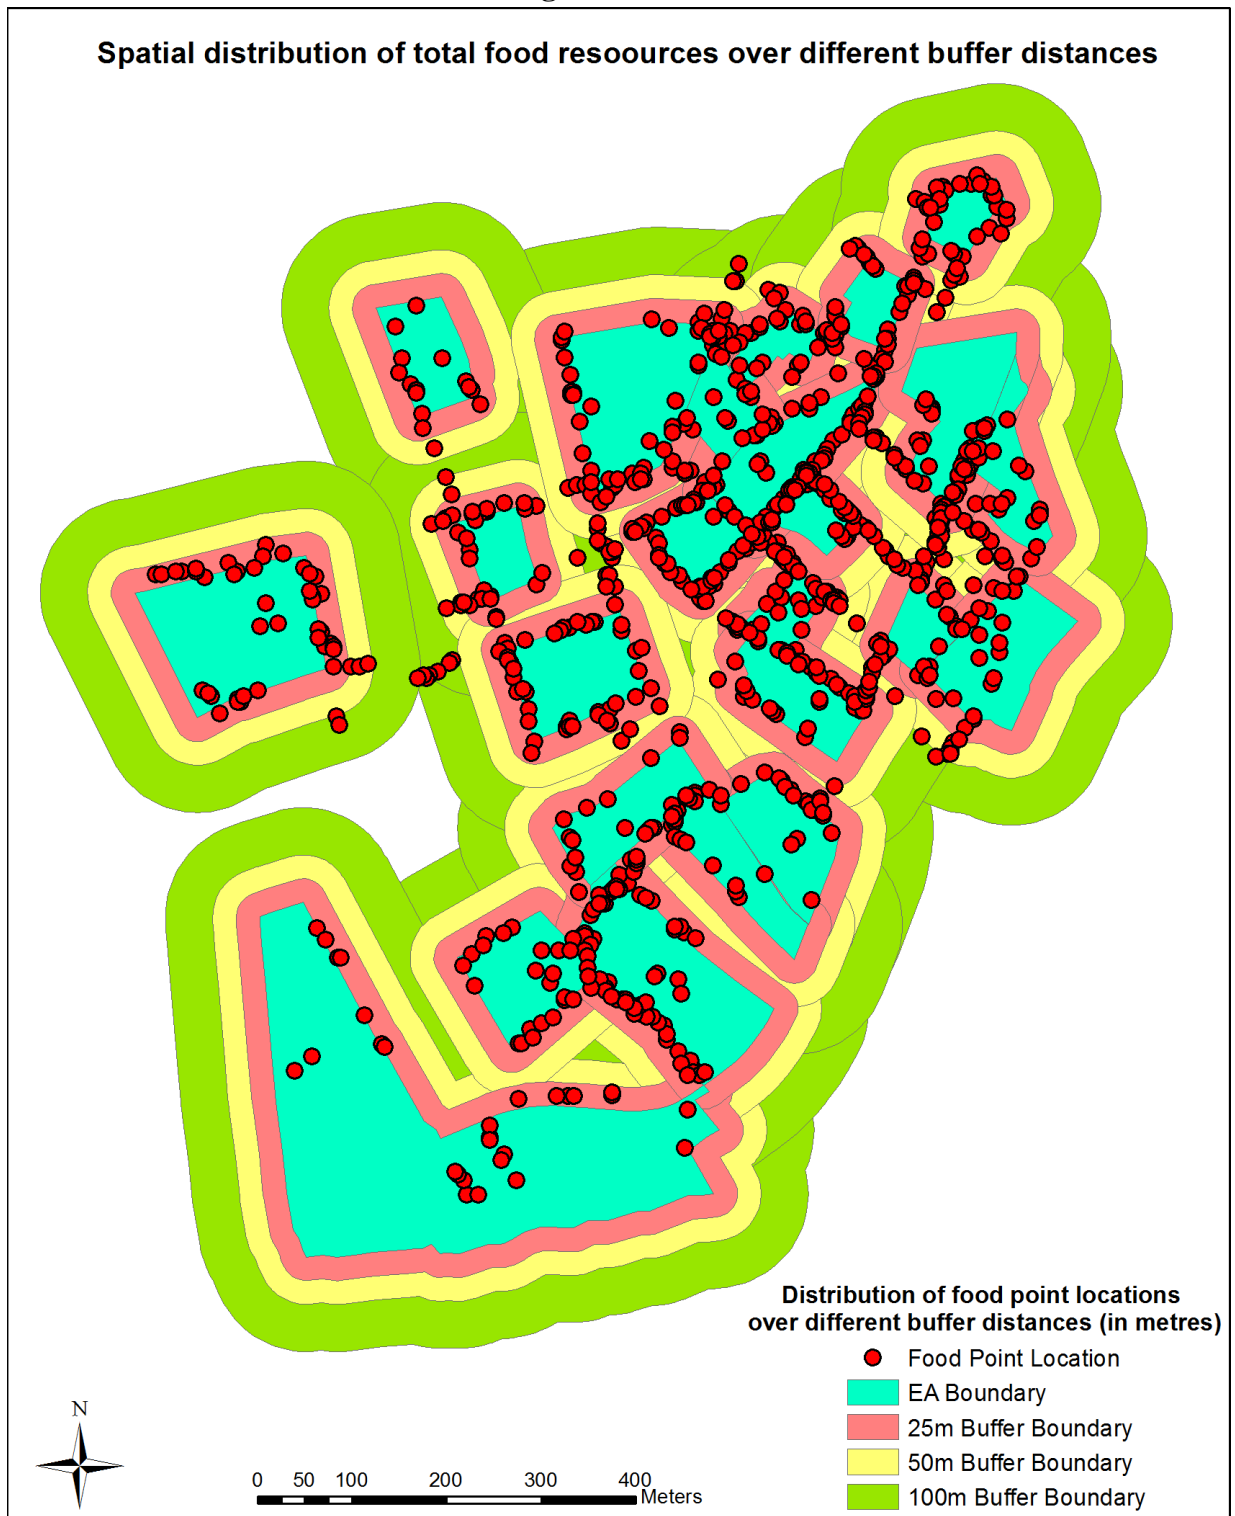 Spatial distribution of total food resoources over different buffer distances
Distribution of food point locations
over different buffer distances (in metres)
Food Point Location
EA Boundary
25m Buffer Boundary
50m Buffer Boundary
100m Buffer Boundary
N
0 50 100 200 300 400
Meters